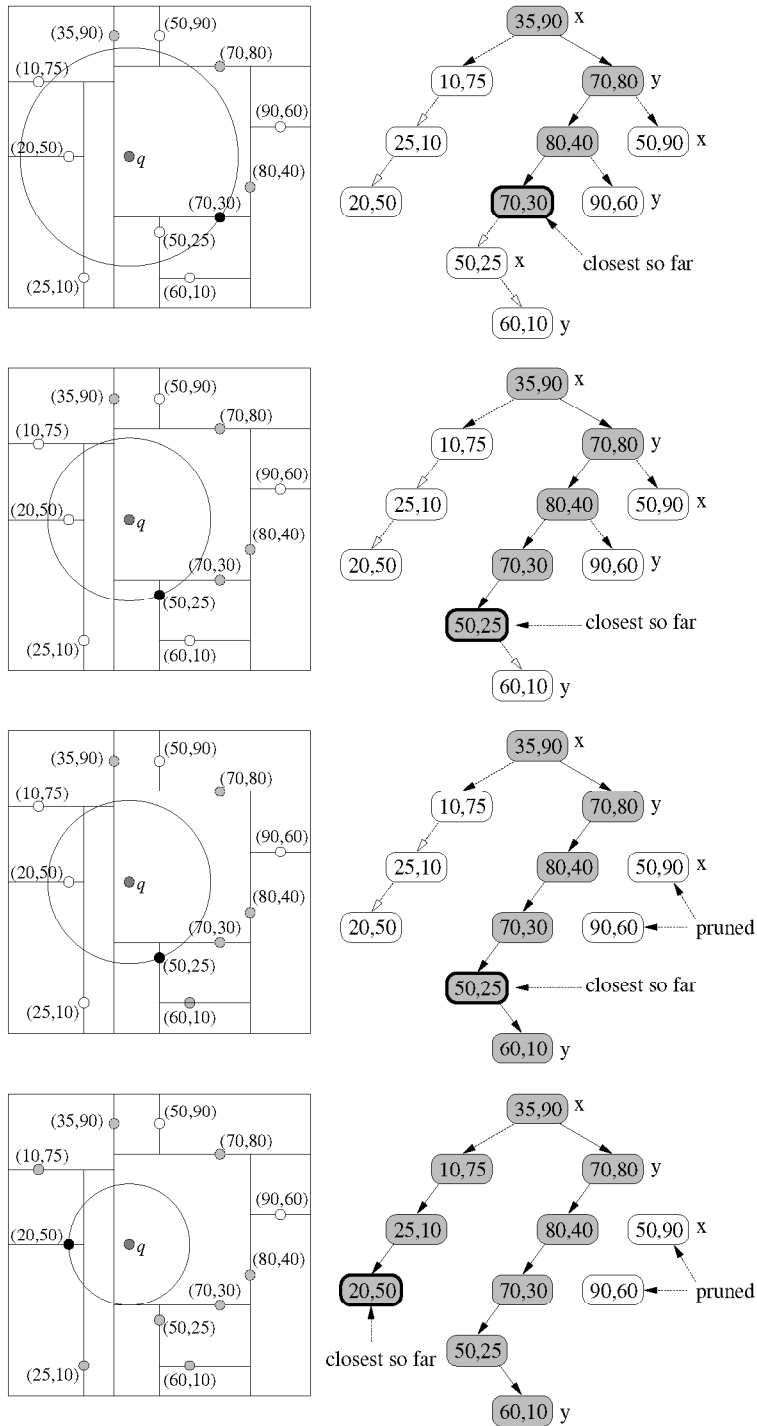 (35,90)
(50,90)
(70,80)
(10,75)
(90,60)
(20,50)
q
(80,40)
(70,30)
(50,25)
(25,10)
(60,10)
35,90 x
10,75
70,80 y
25,10
80,40
50,90 x
20,50
70,30
90,60 y
50,25 x
closest so far
60,10 y
(35,90)
(50,90)
(70,80)
(10,75)
(90,60)
(20,50)
q
(80,40)
(70,30)
(50,25)
(25,10)
(60,10)
35,90 x
10,75
70,80 y
25,10
80,40
50,90 x
20,50
70,30
90,60 y
50,25
closest so far
60,10 y
(35,90)
(50,90)
(70,80)
(10,75)
(90,60)
(20,50)
q
(80,40)
(70,30)
(50,25)
(25,10)
(60,10)
35,90 x
10,75
70,80 y
25,10
80,40
50,90 x
20,50
70,30
90,60
pruned
50,25
closest so far
60,10 y
(35,90)
(50,90)
(70,80)
(10,75)
(90,60)
(20,50)
q
(80,40)
(70,30)
(50,25)
(25,10)
(60,10)
35,90 x
10,75
70,80 y
25,10
80,40
50,90 x
20,50
70,30
90,60
pruned
closest so far
50,25
60,10 y